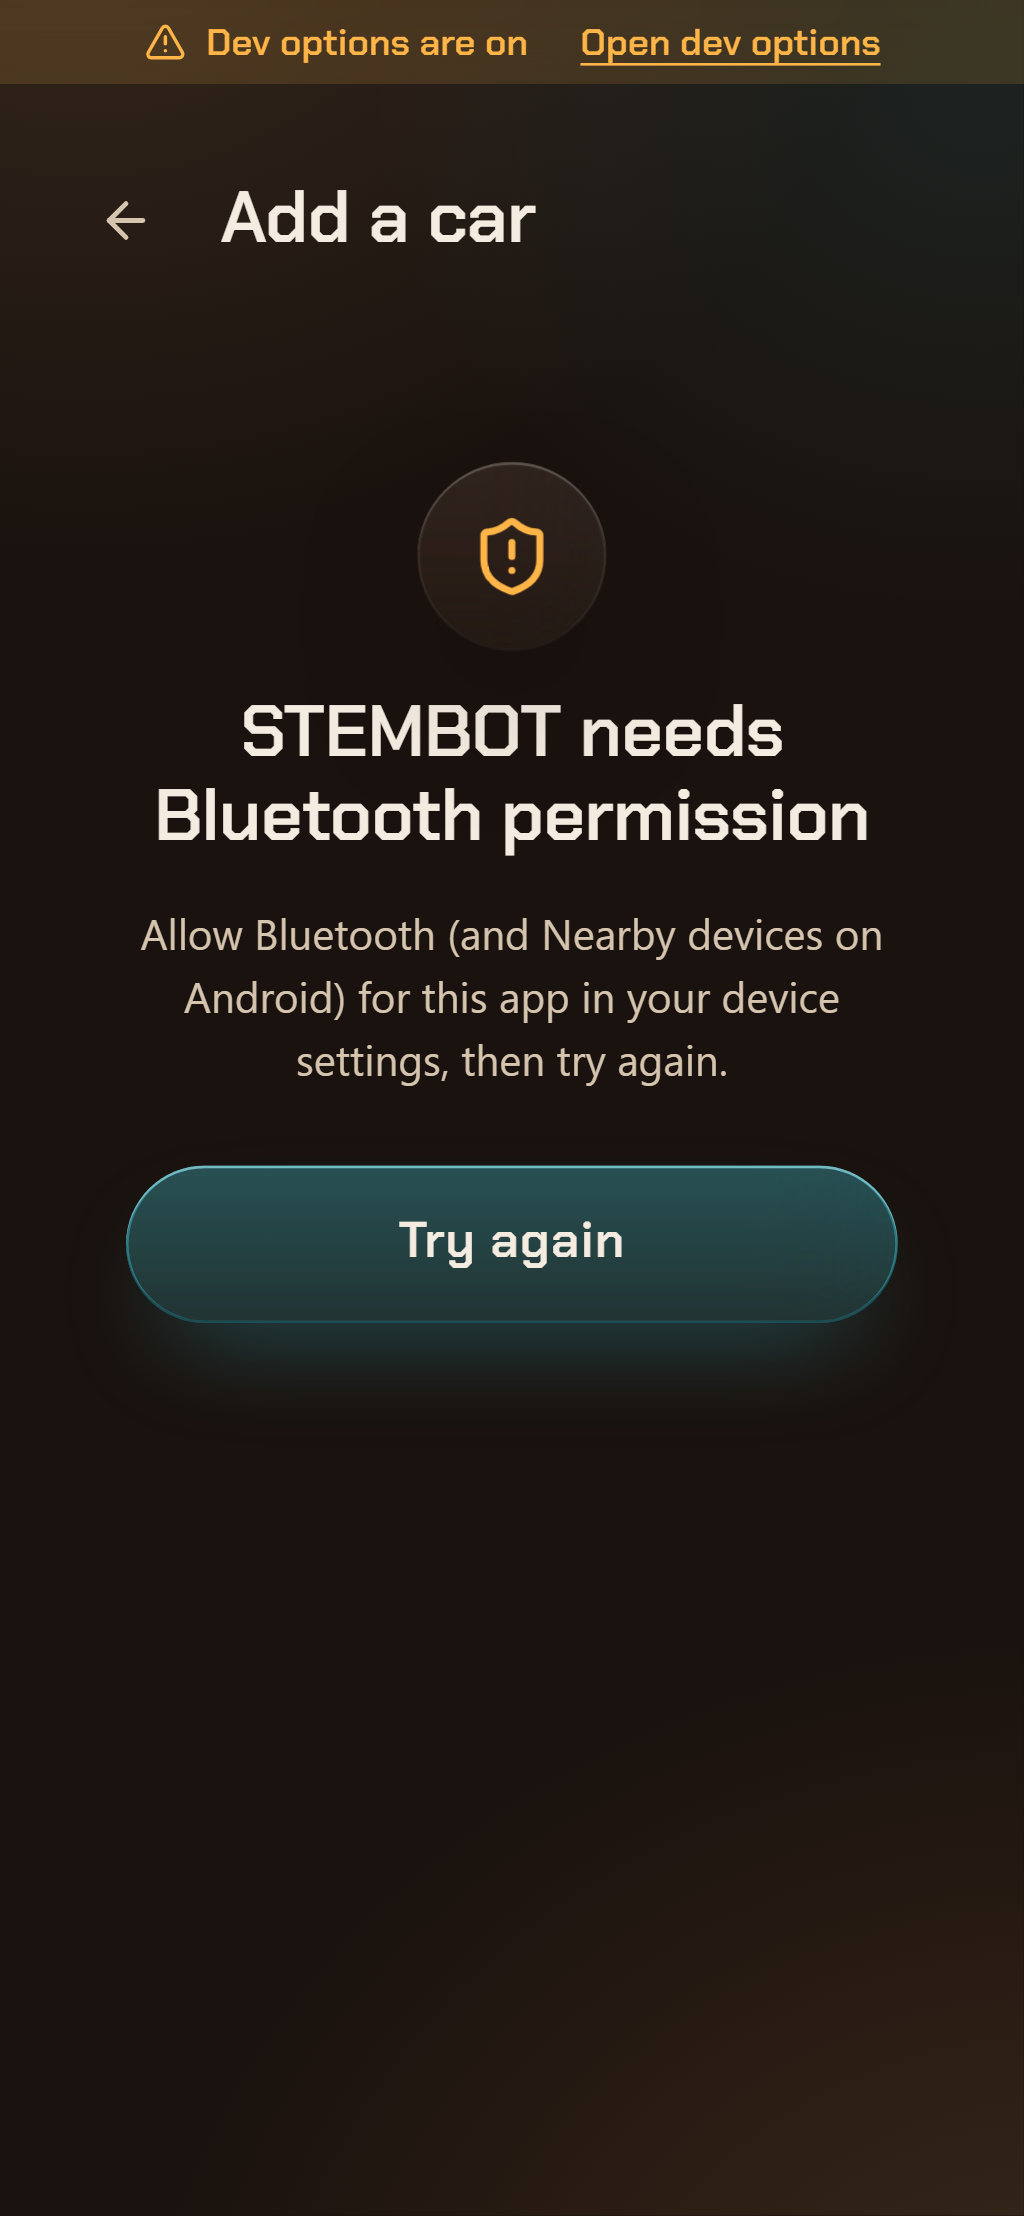 Dev options are on Open dev options
Add a car
STEMBOT needs
Bluetooth permission
Allow Bluetooth (and Nearby devices on
Android) for this app in your device
settings, then try again.
Try again